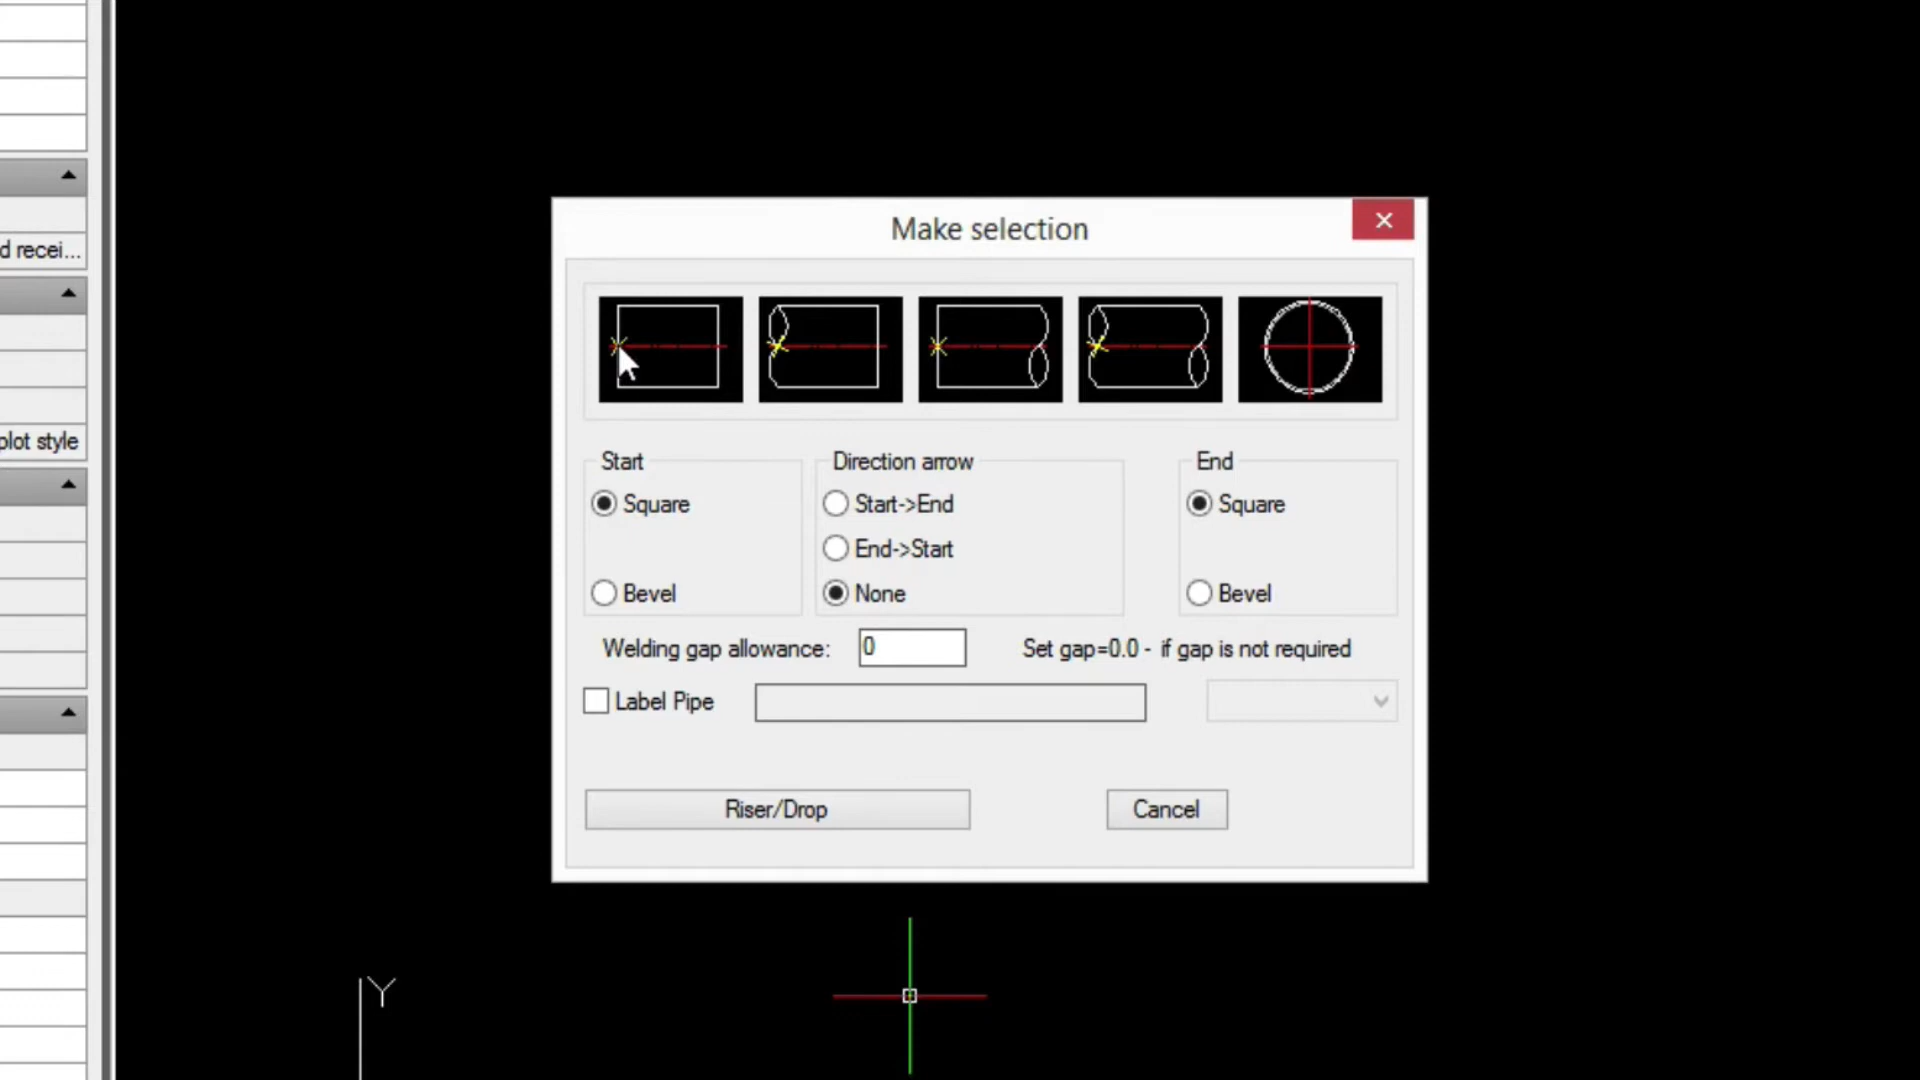 d recei...
plot style
Make selection
Start
Direction arrow
End
Square
Start->End
Square
End->Start
Bevel
None
Bevel
Welding gap allowance:
0
Set gap=0.0 - if gap is not required
Label Pipe
Riser/Drop
Cancel
Y